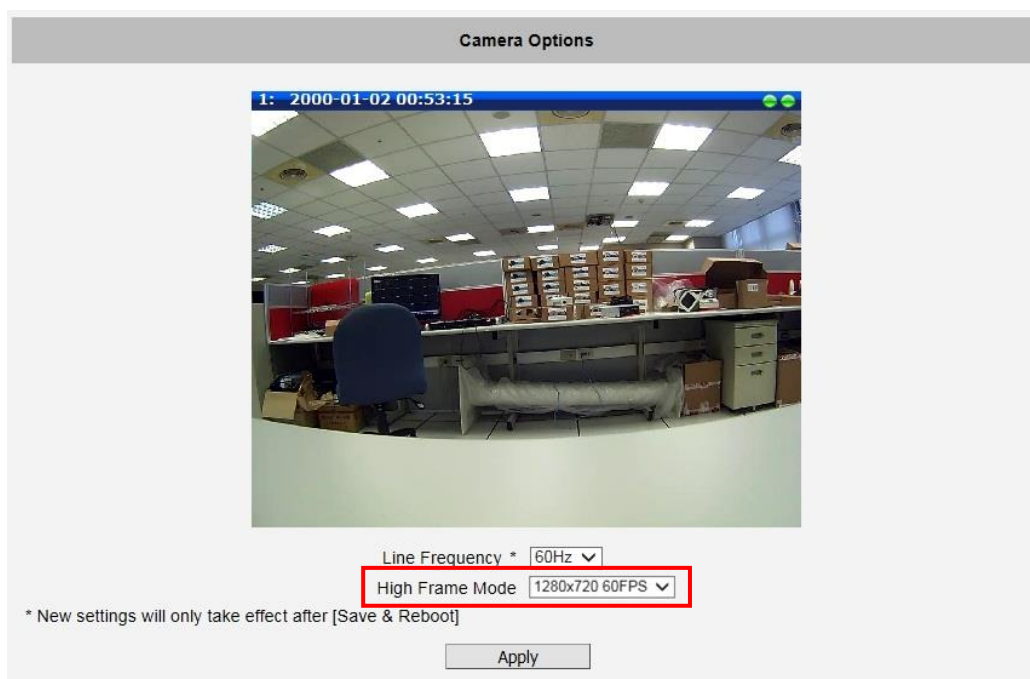 Camera Options
1: 2000-01-02 00:53:15
Line Frequency * 60Hz
High Frame Mode 1280x720 60FPS
* New settings will only take effect after [Save & Reboot]
Apply